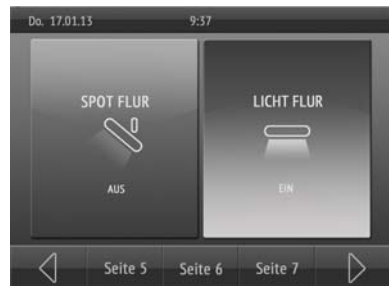 Do. 17.01.13 9:37
SPOT FLUR LICHT FLUR
AUS EIN
Seite 5 Seite 6 Seite 7